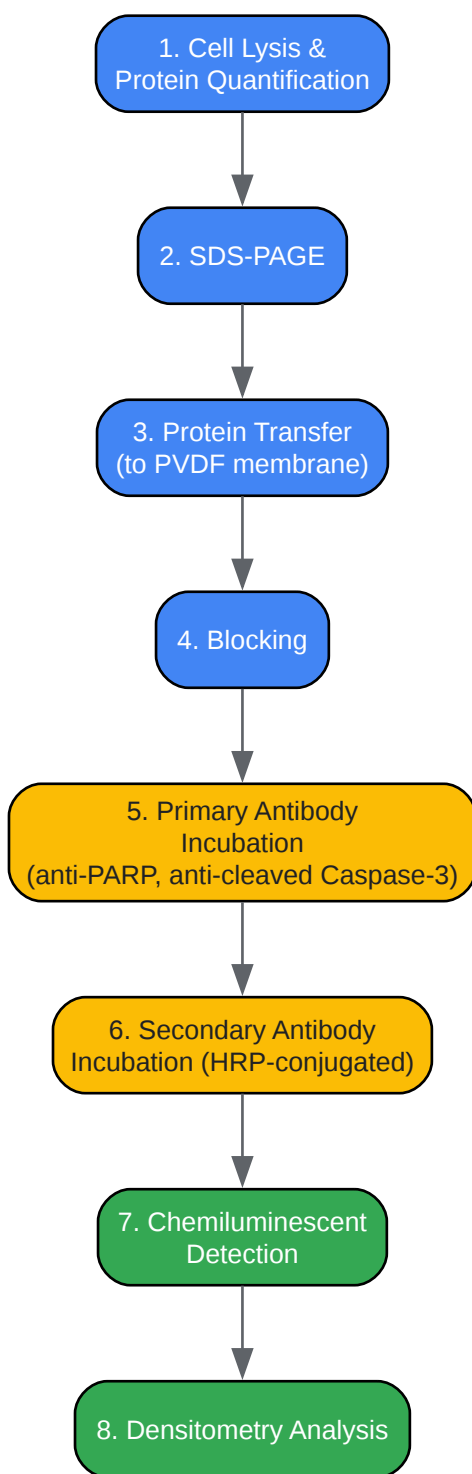 1. Cell Lysis &
Protein Quantification
2. SDS-PAGE
3. Protein Transfer
(to PVDF membrane)
4. Blocking
5. Primary Antibody
Incubation
(anti-PARP, anti-cleaved Caspase-3)
6. Secondary Antibody
Incubation (HRP-conjugated)
7. Chemiluminescent
Detection
8. Densitometry Analysis